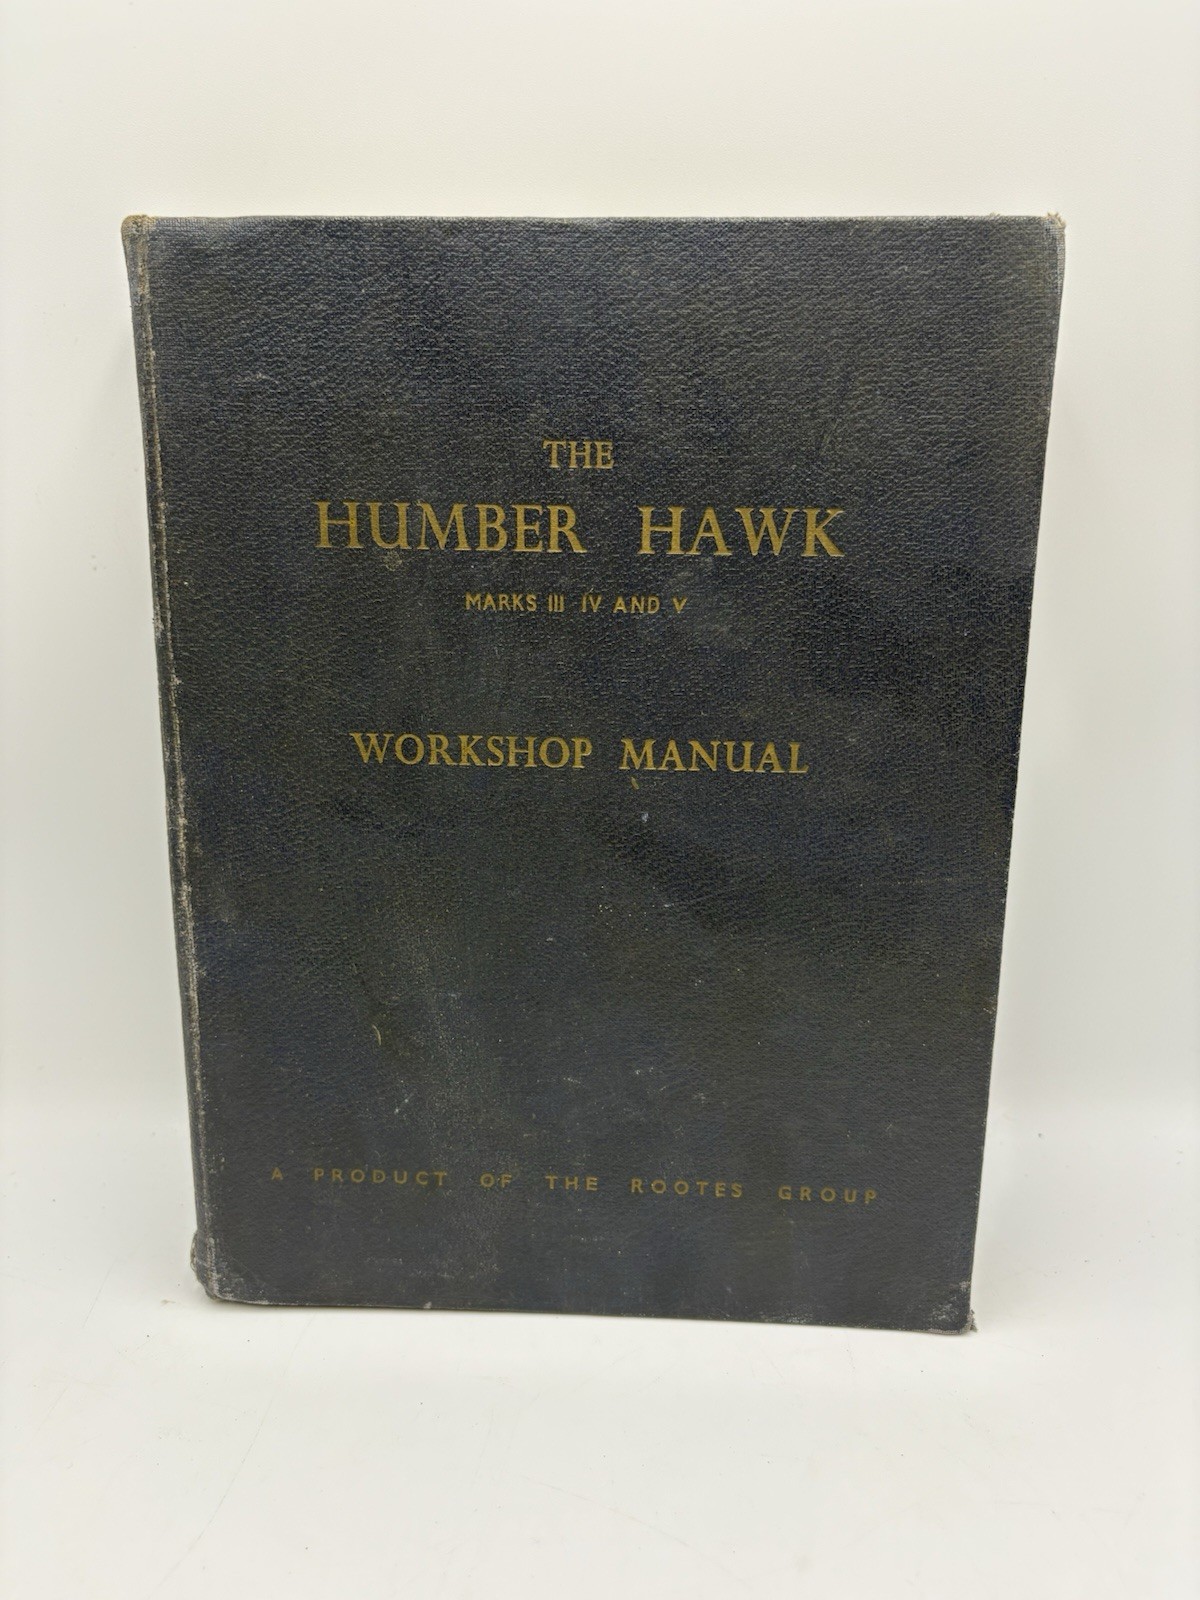 THE
HUMBER HAWK
MARKS III IV AND V
WORKSHOP MANUAL
A PRODUCT OF THE ROOTES GROUP